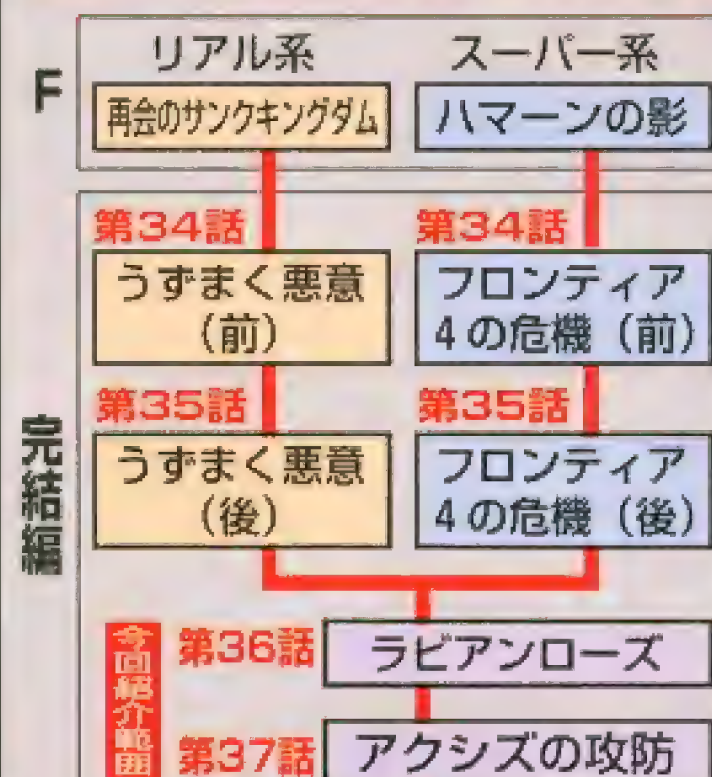 F
リアル系
スーパー系
再会のサンクキングダム
ハマーンの影
完結編
第34話
第34話
うずまく悪意
(前)
フロンティア
4の危機(前)
第35話
第35話
うずまく悪意
(後)
フロンティア
4の危機(後)
今回紹介範囲
第36話
ラビアンローズ
第37話
アクシズの攻防